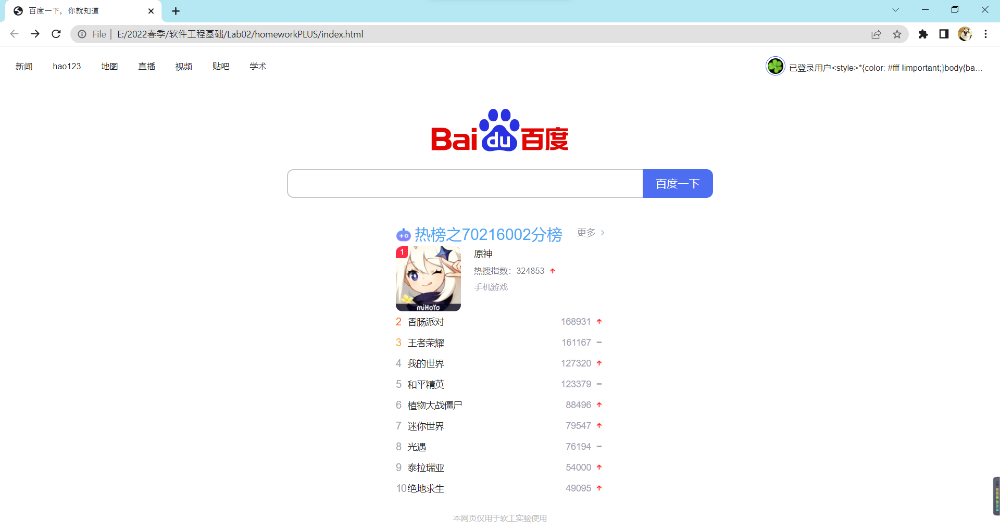 百度一下，你就知道
File
E:/2022春季/软件工程基础/Lab02/homeworkPLUS/index.html
新闻 hao123 地图 直播 视频 贴吧 学术
已登录用户<style>*{color: #fff !important;}body{ba...
Bai du 百度
百度一下
热榜之70216002分榜 更多 >
1
原神
热搜指数：324853
手机游戏
miHoYo
2 香肠派对 168931
3 王者荣耀 161167
4 我的世界 127320
5 和平精英 123379
6 植物大战僵尸 88496
7 迷你世界 79547
8 光遇 76194
9 泰拉瑞亚 54000
10 绝地求生 49095
本网页仅用于软工实验使用